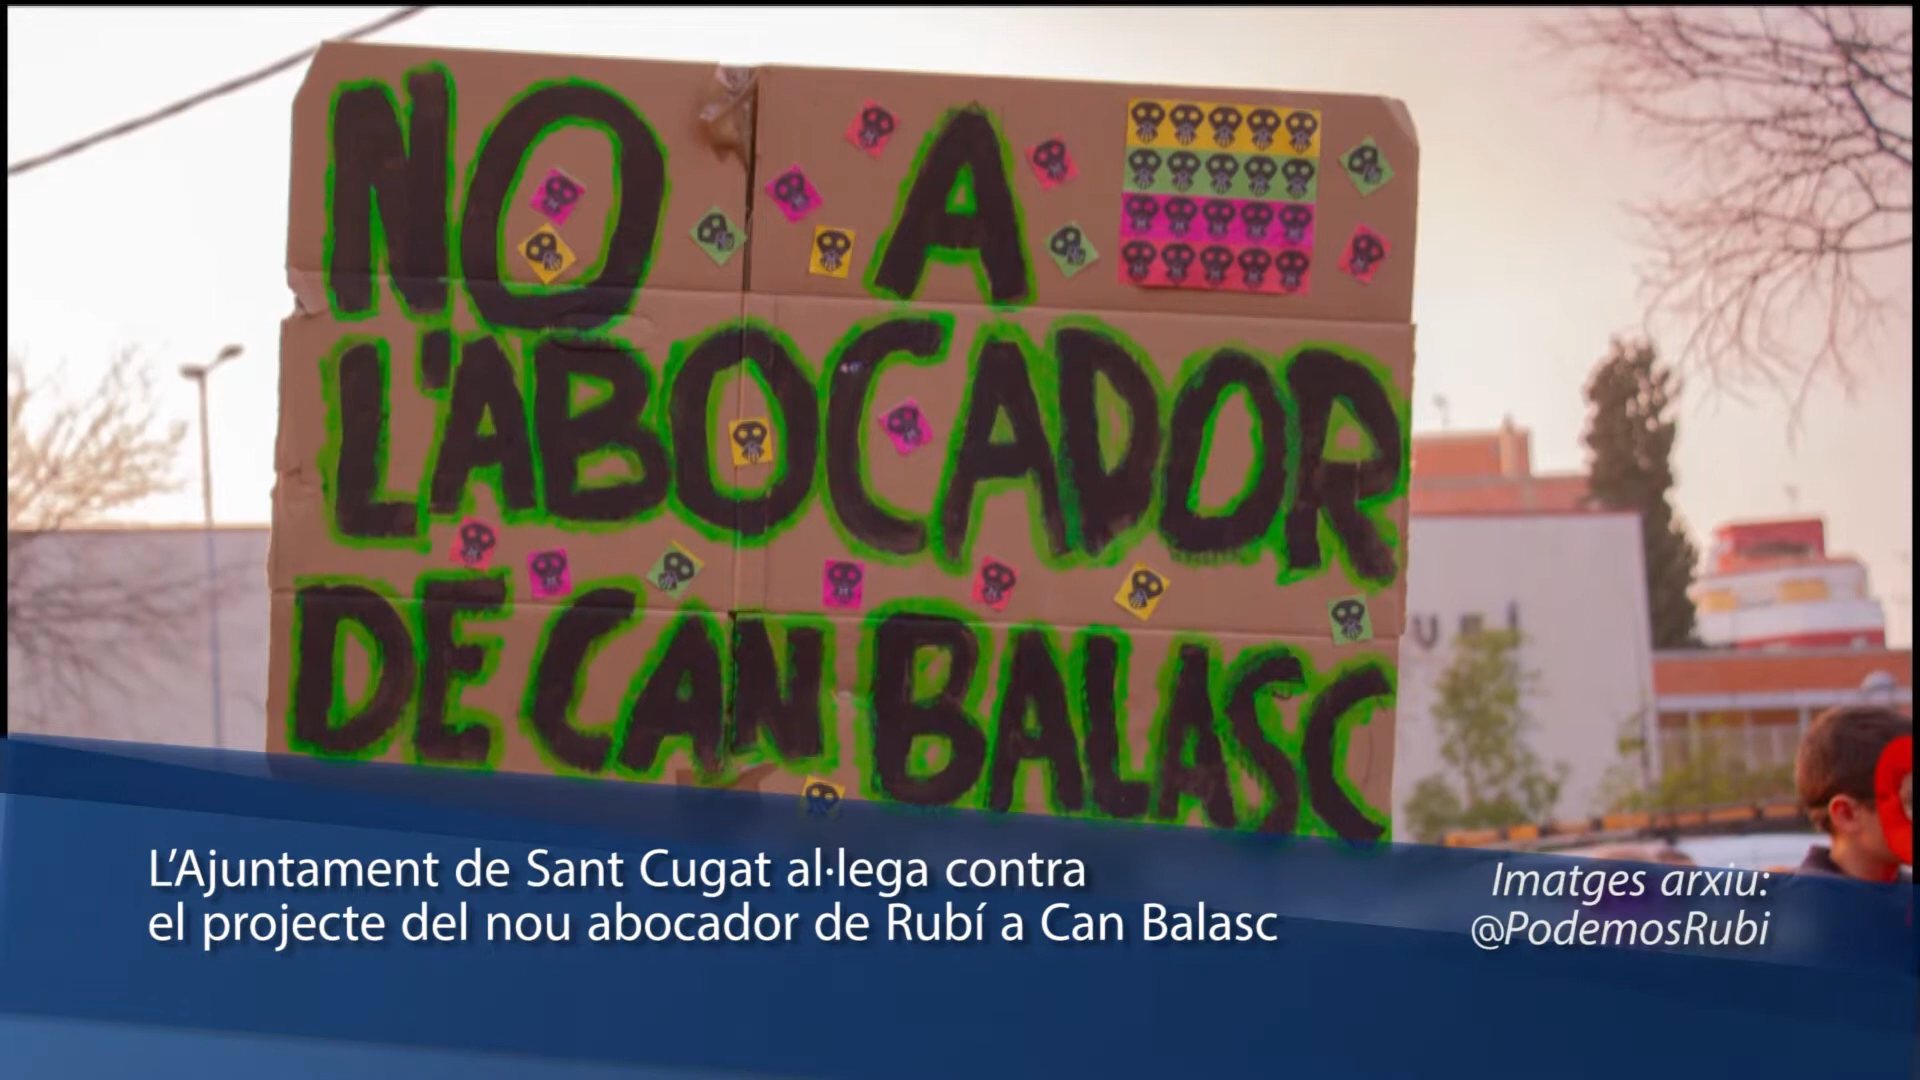 NO A
L'ABOCADOR
DE CAN BALASC
L'Ajuntament de Sant Cugat al·lega contra
el projecte del nou abocador de Rubí a Can Balasc
Imatges arxiu:
@PodemosRubi